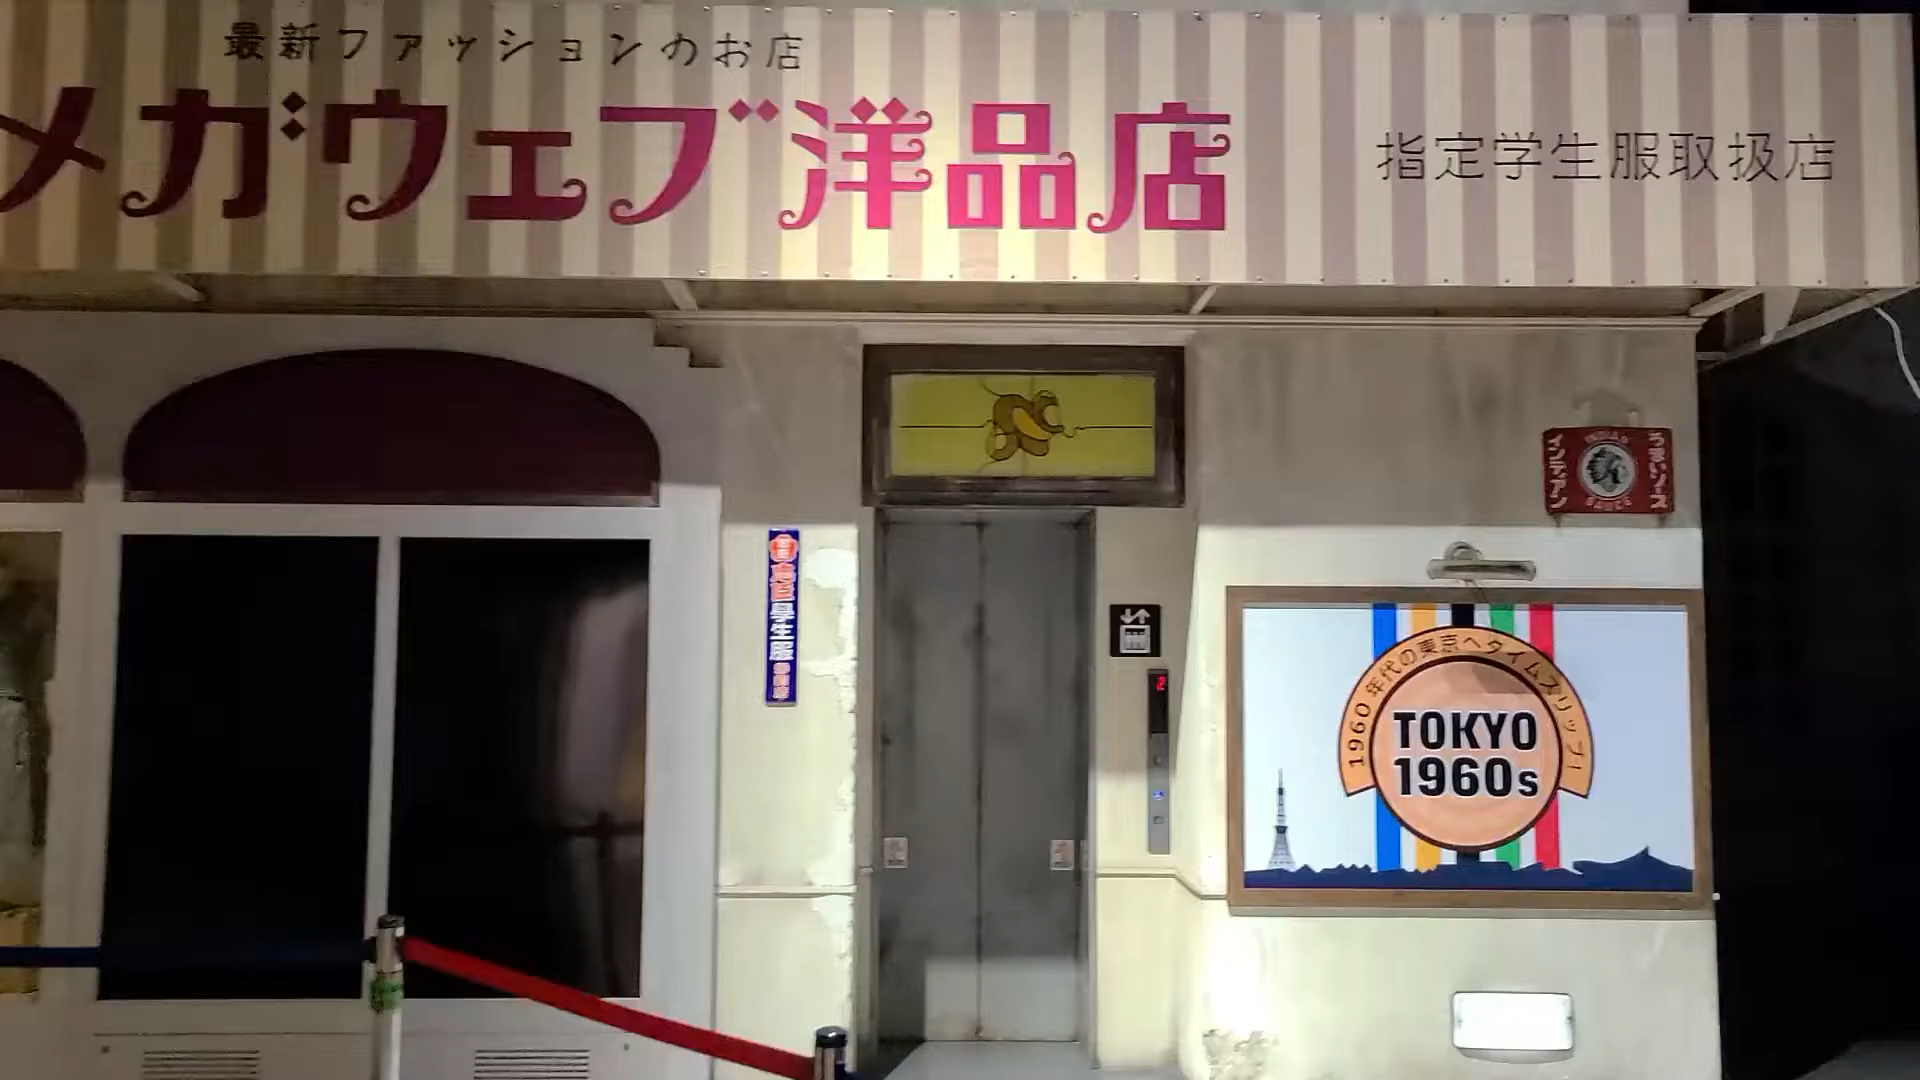 最新ファッションのお店
メガウェブ洋品店
指定学生服取扱店
インデアン
INDIAN
SAUCE
うまいソース
学生服
2
1960年代の東京へタイムスリップ!
TOKYO
1960s